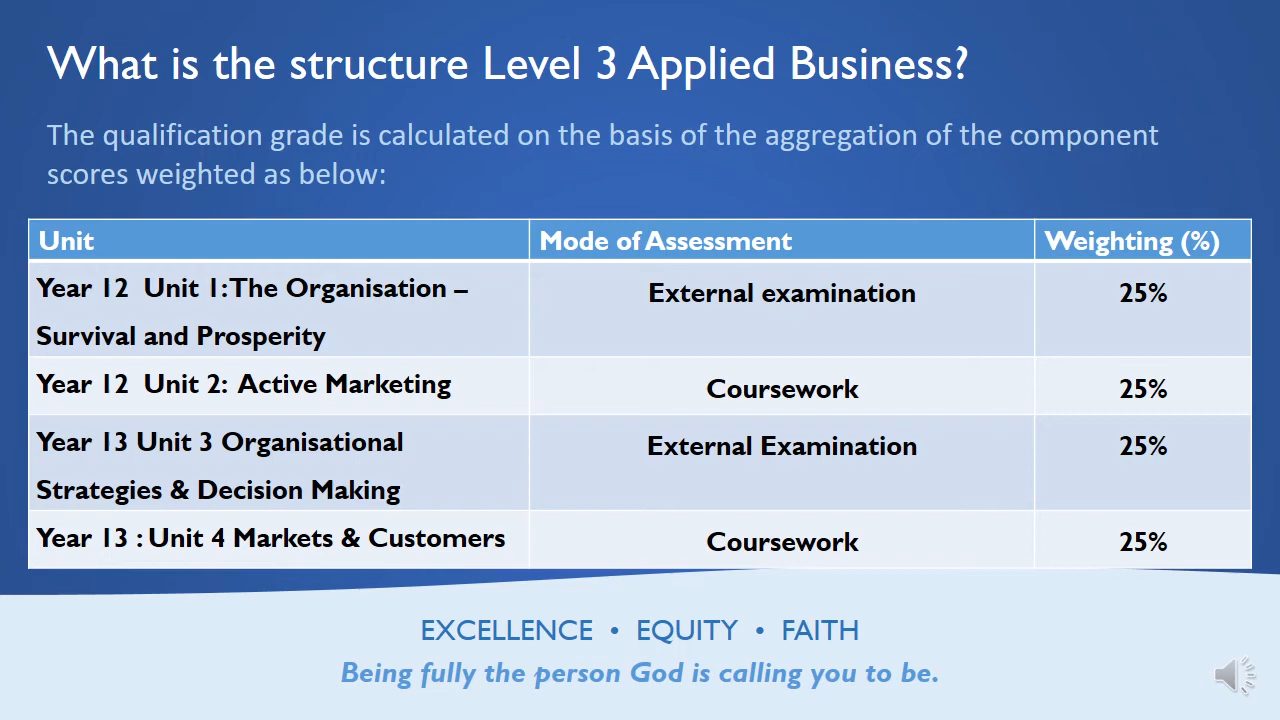 What is the structure Level 3 Applied Business?
The qualification grade is calculated on the basis of the aggregation of the component
scores weighted as below:
Unit Mode of Assessment Weighting (%)
Year 12  Unit 1: The Organisation – External examination 25%
Survival and Prosperity
Year 12  Unit 2:  Active Marketing Coursework 25%
Year 13 Unit 3 Organisational External Examination 25%
Strategies & Decision Making
Year 13 : Unit 4 Markets & Customers Coursework 25%
EXCELLENCE • EQUITY • FAITH
Being fully the person God is calling you to be.